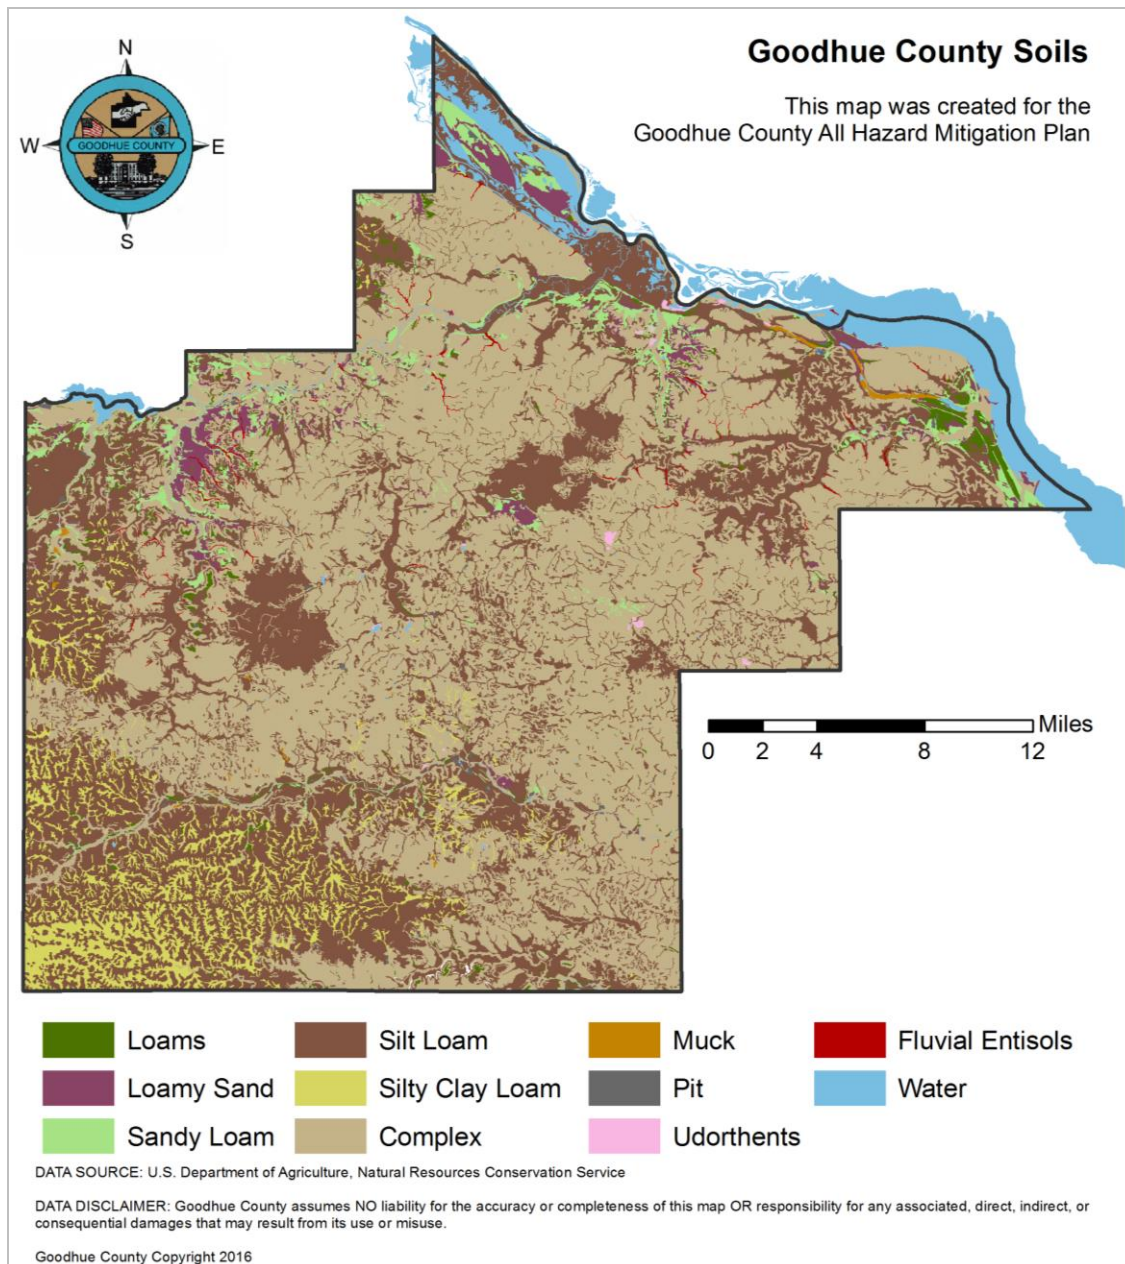 Goodhue County Soils
This map was created for the
Goodhue County All Hazard Mitigation Plan
N
W
GOODHUE COUNTY
E
S
Miles
0 2 4 8 12
Loams
Silt Loam
Muck
Fluvial Entisols
Loamy Sand
Silty Clay Loam
Pit
Water
Sandy Loam
Complex
Udorthents
DATA SOURCE: U.S. Department of Agriculture, Natural Resources Conservation Service
DATA DISCLAIMER: Goodhue County assumes NO liability for the accuracy or completeness of this map OR responsibility for any associated, direct, indirect, or
consequential damages that may result from its use or misuse.
Goodhue County Copyright 2016